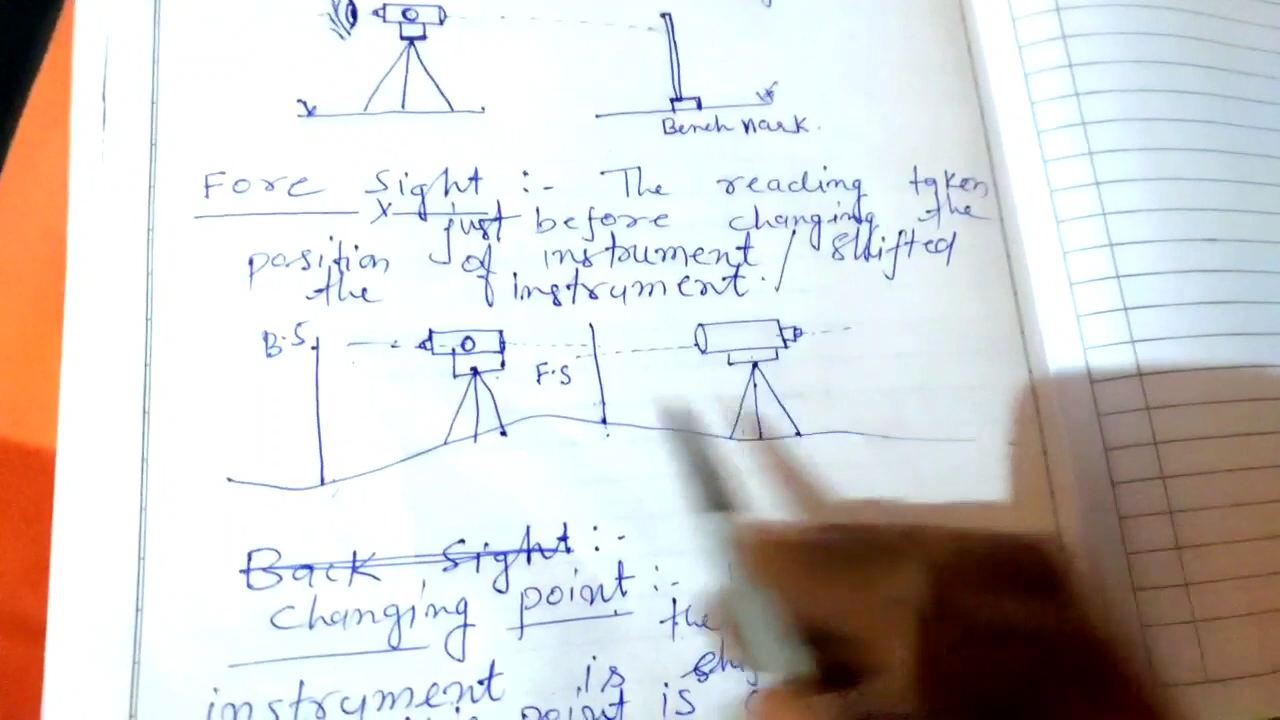 Bench Mark.
Fore Sight :- The reading taken
just before changing the
position of instrument / Shifted
the instrument.
B.S
F.S
Back Sight :-
Changing point :-
the
instrument is
point is